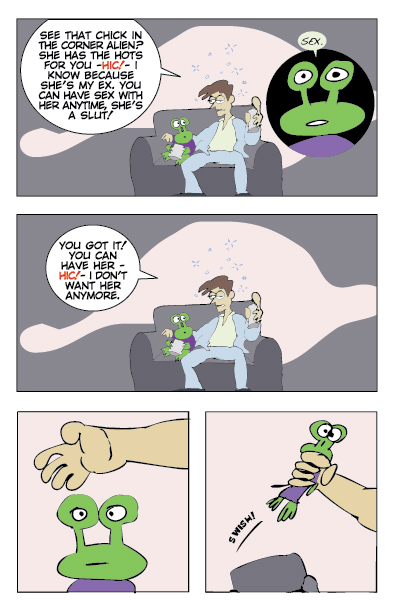 SEE THAT CHICK IN
THE CORNER ALIEN?
SHE HAS THE HOTS
FOR YOU -HIC!- I
KNOW BECAUSE
SHE'S MY EX. YOU
CAN HAVE SEX WITH
HER ANYTIME, SHE'S
A SLUT!
SEX.
YOU GOT IT!
YOU CAN
HAVE HER -
HIC!- I DON'T
WANT HER
ANYMORE.
SWISH!